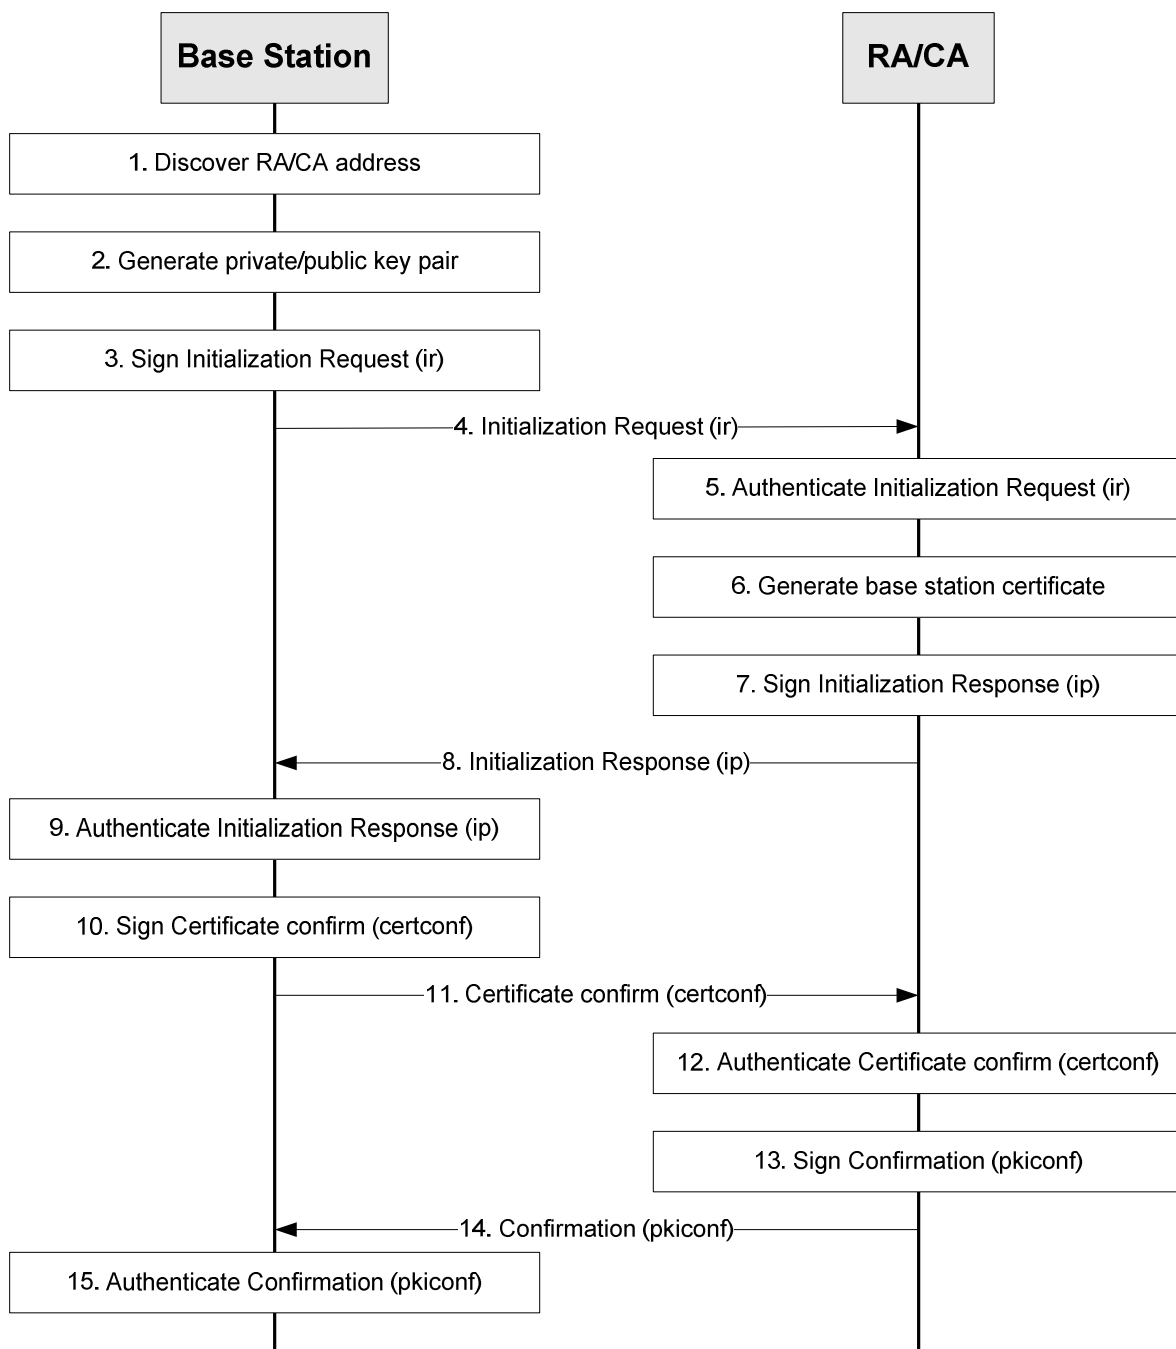 Base Station
RA/CA
1. Discover RA/CA address
2. Generate private/public key pair
3. Sign Initialization Request (ir)
4. Initialization Request (ir)
5. Authenticate Initialization Request (ir)
6. Generate base station certificate
7. Sign Initialization Response (ip)
8. Initialization Response (ip)
9. Authenticate Initialization Response (ip)
10. Sign Certificate confirm (certconf)
11. Certificate confirm (certconf)
12. Authenticate Certificate confirm (certconf)
13. Sign Confirmation (pkiconf)
14. Confirmation (pkiconf)
15. Authenticate Confirmation (pkiconf)